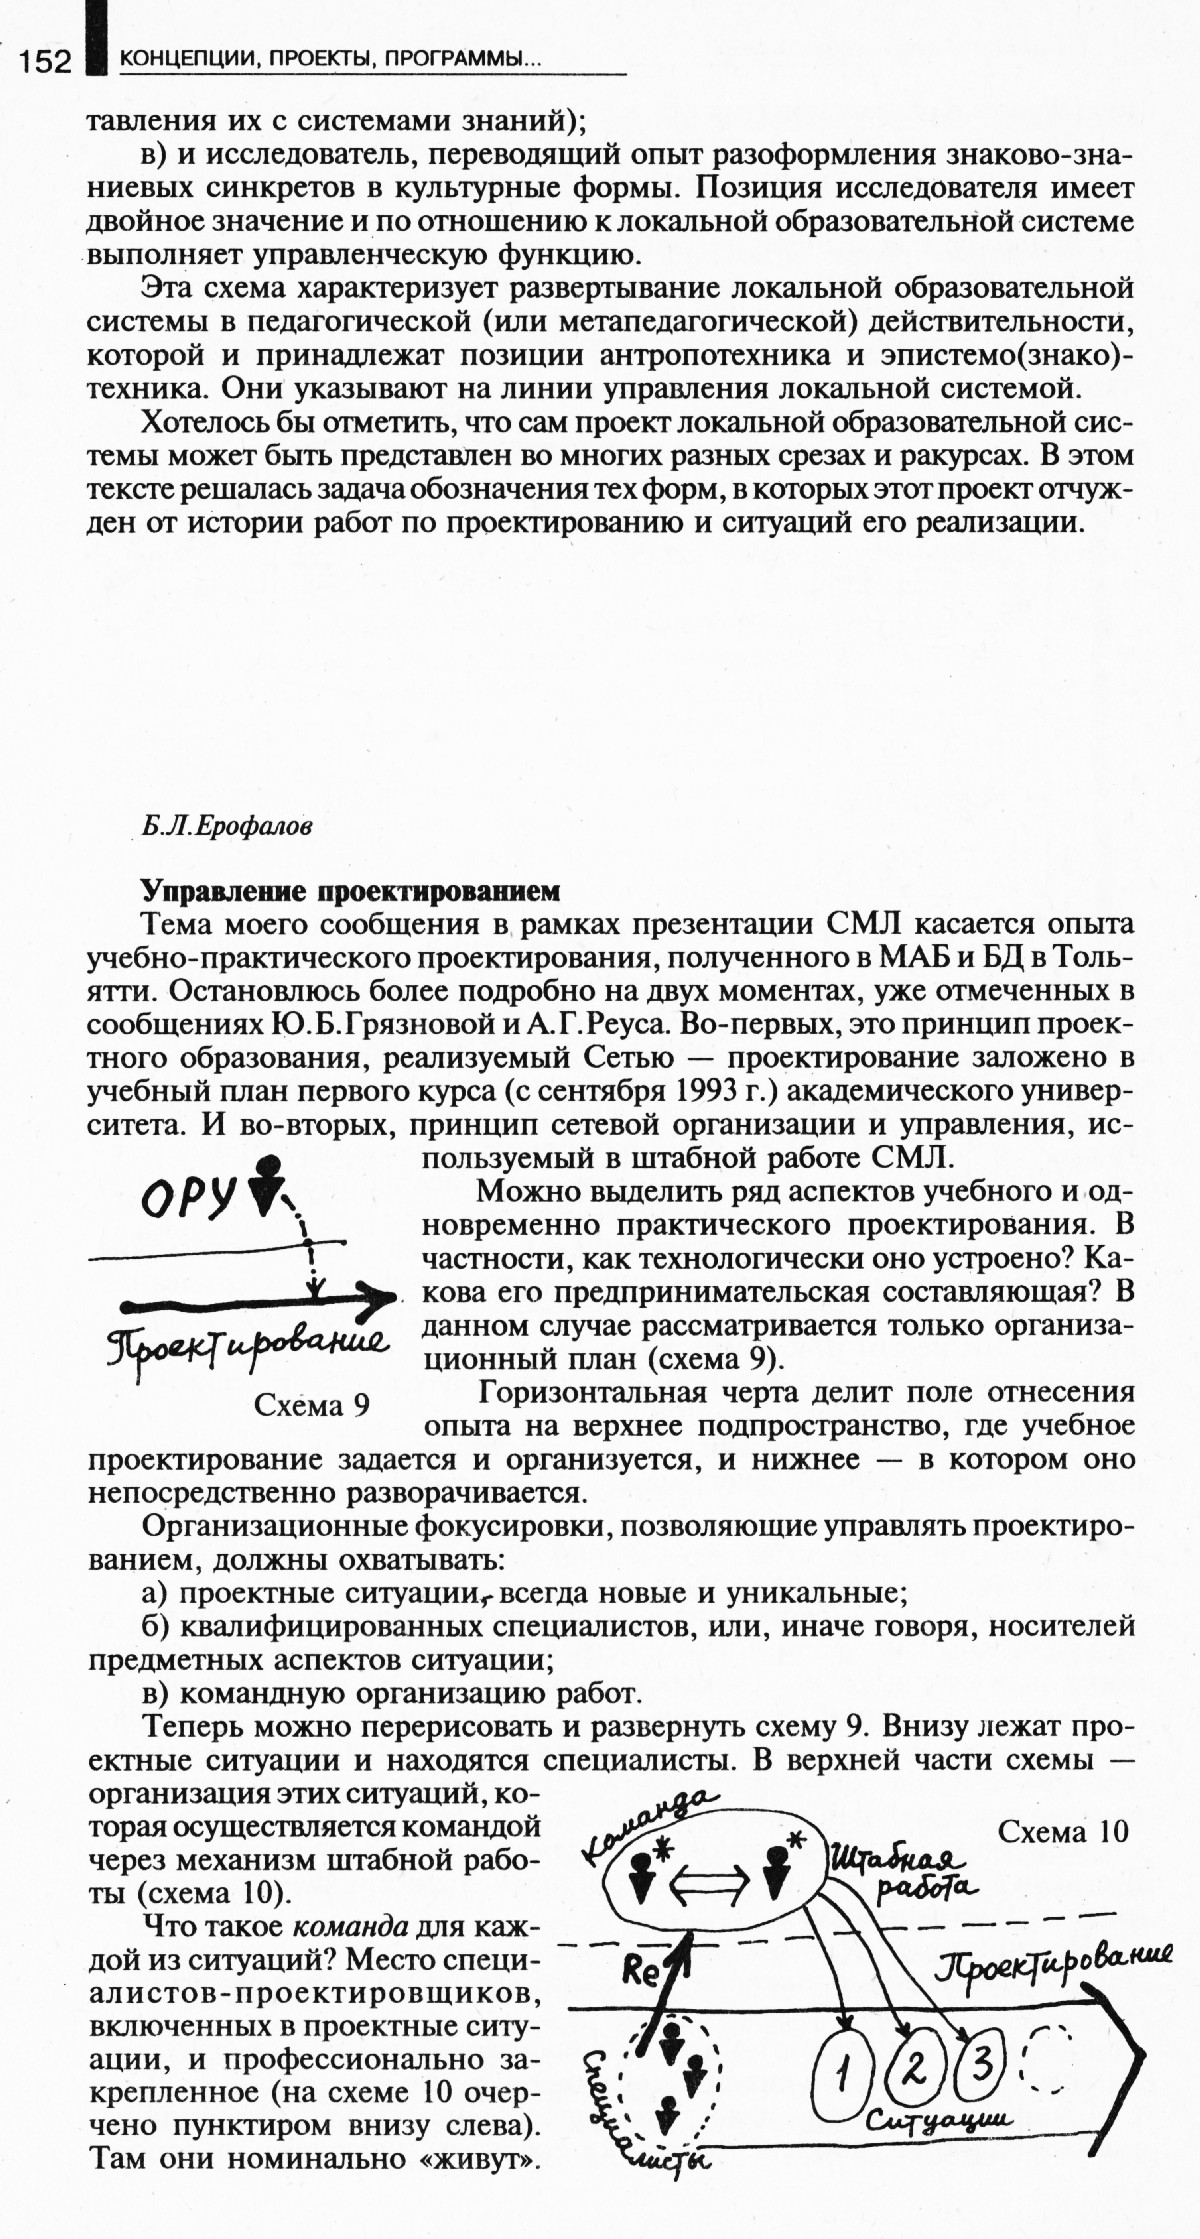 152
КОНЦЕПЦИИ, ПРОЕКТЫ, ПРОГРАММЫ...
тавления их с системами знаний);
в) и исследователь, переводящий опыт разоформления знаково-зна-
ниевых синкретов в культурные формы. Позиция исследователя имеет
двойное значение и по отношению к локальной образовательной системе
выполняет управленческую функцию.
Эта схема характеризует развертывание локальной образовательной
системы в педагогической (или метапедагогической) действительности,
которой и принадлежат позиции антропотехника и эпистемо(знако)-
техника. Они указывают на линии управления локальной системой.
Хотелось бы отметить, что сам проект локальной образовательной сис-
темы может быть представлен во многих разных срезах и ракурсах. В этом
тексте решалась задача обозначения тех форм, в которых этот проект отчуж-
ден от истории работ по проектированию и ситуаций его реализации.
Б.Л.Ерофалов
Управление проектированием
Тема моего сообщения в рамках презентации СМЛ касается опыта
учебно-практического проектирования, полученного в МАБ и БД в Толь-
ятти. Остановлюсь более подробно на двух моментах, уже отмеченных в
сообщениях Ю.Б.Грязновой и А.Г.Реуса. Во-первых, это принцип проек-
тного образования, реализуемый Сетью — проектирование заложено в
учебный план первого курса (с сентября 1993 г.) академического универ-
ситета. И во-вторых, принцип сетевой организации и управления, ис-
пользуемый в штабной работе СМЛ.
Можно выделить ряд аспектов учебного и од-
новременно практического проектирования. В
частности, как технологически оно устроено? Ка-
кова его предпринимательская составляющая? В
данном случае рассматривается только организа-
ционный план (схема 9).
ОРУ
Проектирование
Схема 9
Горизонтальная черта делит поле отнесения
опыта на верхнее подпространство, где учебное
проектирование задается и организуется, и нижнее — в котором оно
непосредственно разворачивается.
Организационные фокусировки, позволяющие управлять проектиро-
ванием, должны охватывать:
а) проектные ситуации, всегда новые и уникальные;
б) квалифицированных специалистов, или, иначе говоря, носителей
предметных аспектов ситуации;
в) командную организацию работ.
Теперь можно перерисовать и развернуть схему 9. Внизу лежат про-
ектные ситуации и находятся специалисты. В верхней части схемы —
организация этих ситуаций, ко-
торая осуществляется командой
через механизм штабной рабо-
ты (схема 10).
Что такое команда для каж-
дой из ситуаций? Место специ-
алистов-проектировщиков,
включенных в проектные ситу-
ации, и профессионально за-
крепленное (на схеме 10 очер-
чено пунктиром внизу слева).
Там они номинально «живут».
Команда
Схема 10
Штабная
работа
Re
Проектирование
Специалисты
1 2 3
Ситуации